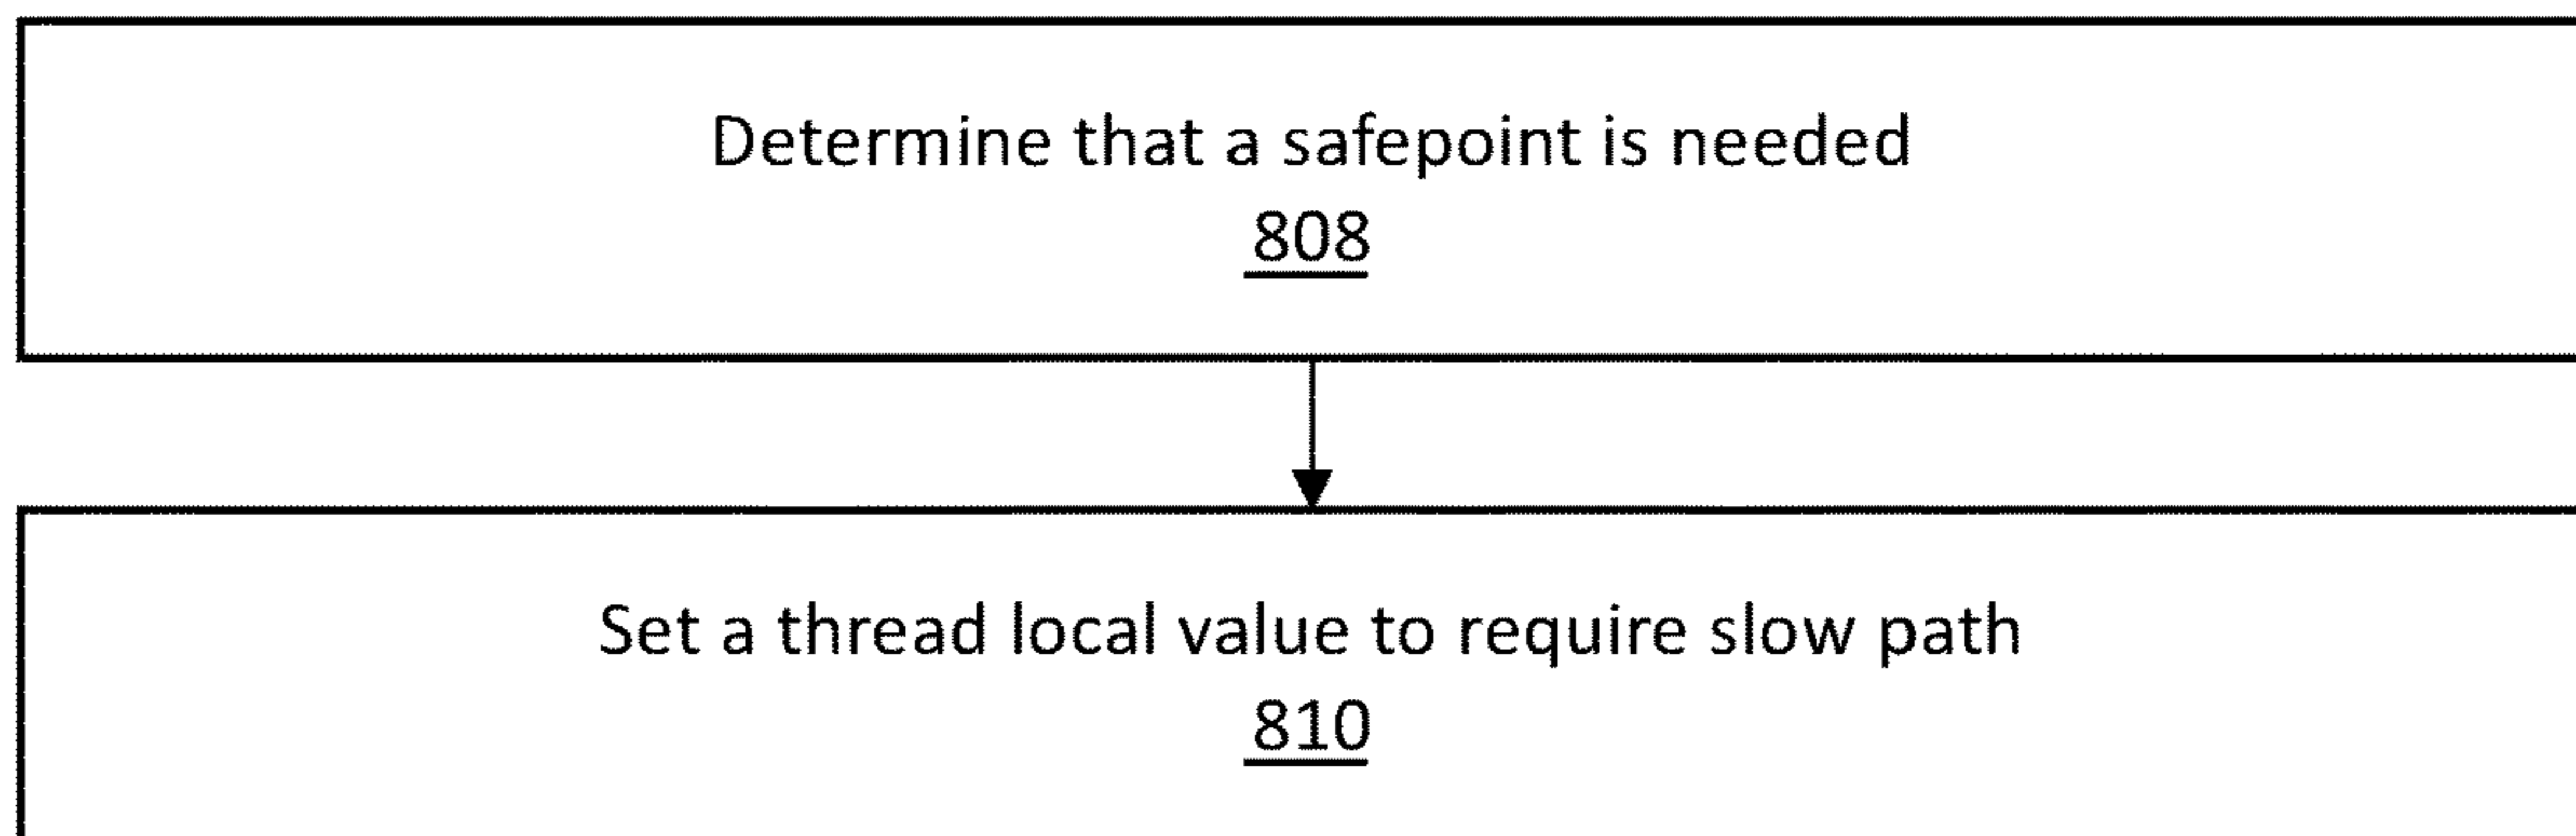 Determine that a safepoint is needed
808
Set a thread local value to require slow path
810